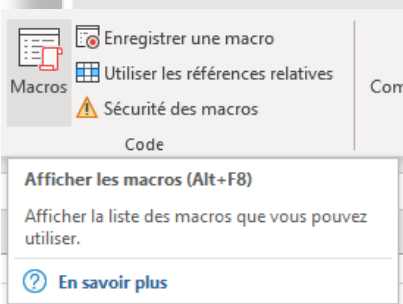 Enregistrer une macro
Utiliser les références relatives
Macros
Sécurité des macros
Code
Afficher les macros (Alt+F8)
Afficher la liste des macros que vous pouvez
utiliser.
En savoir plus